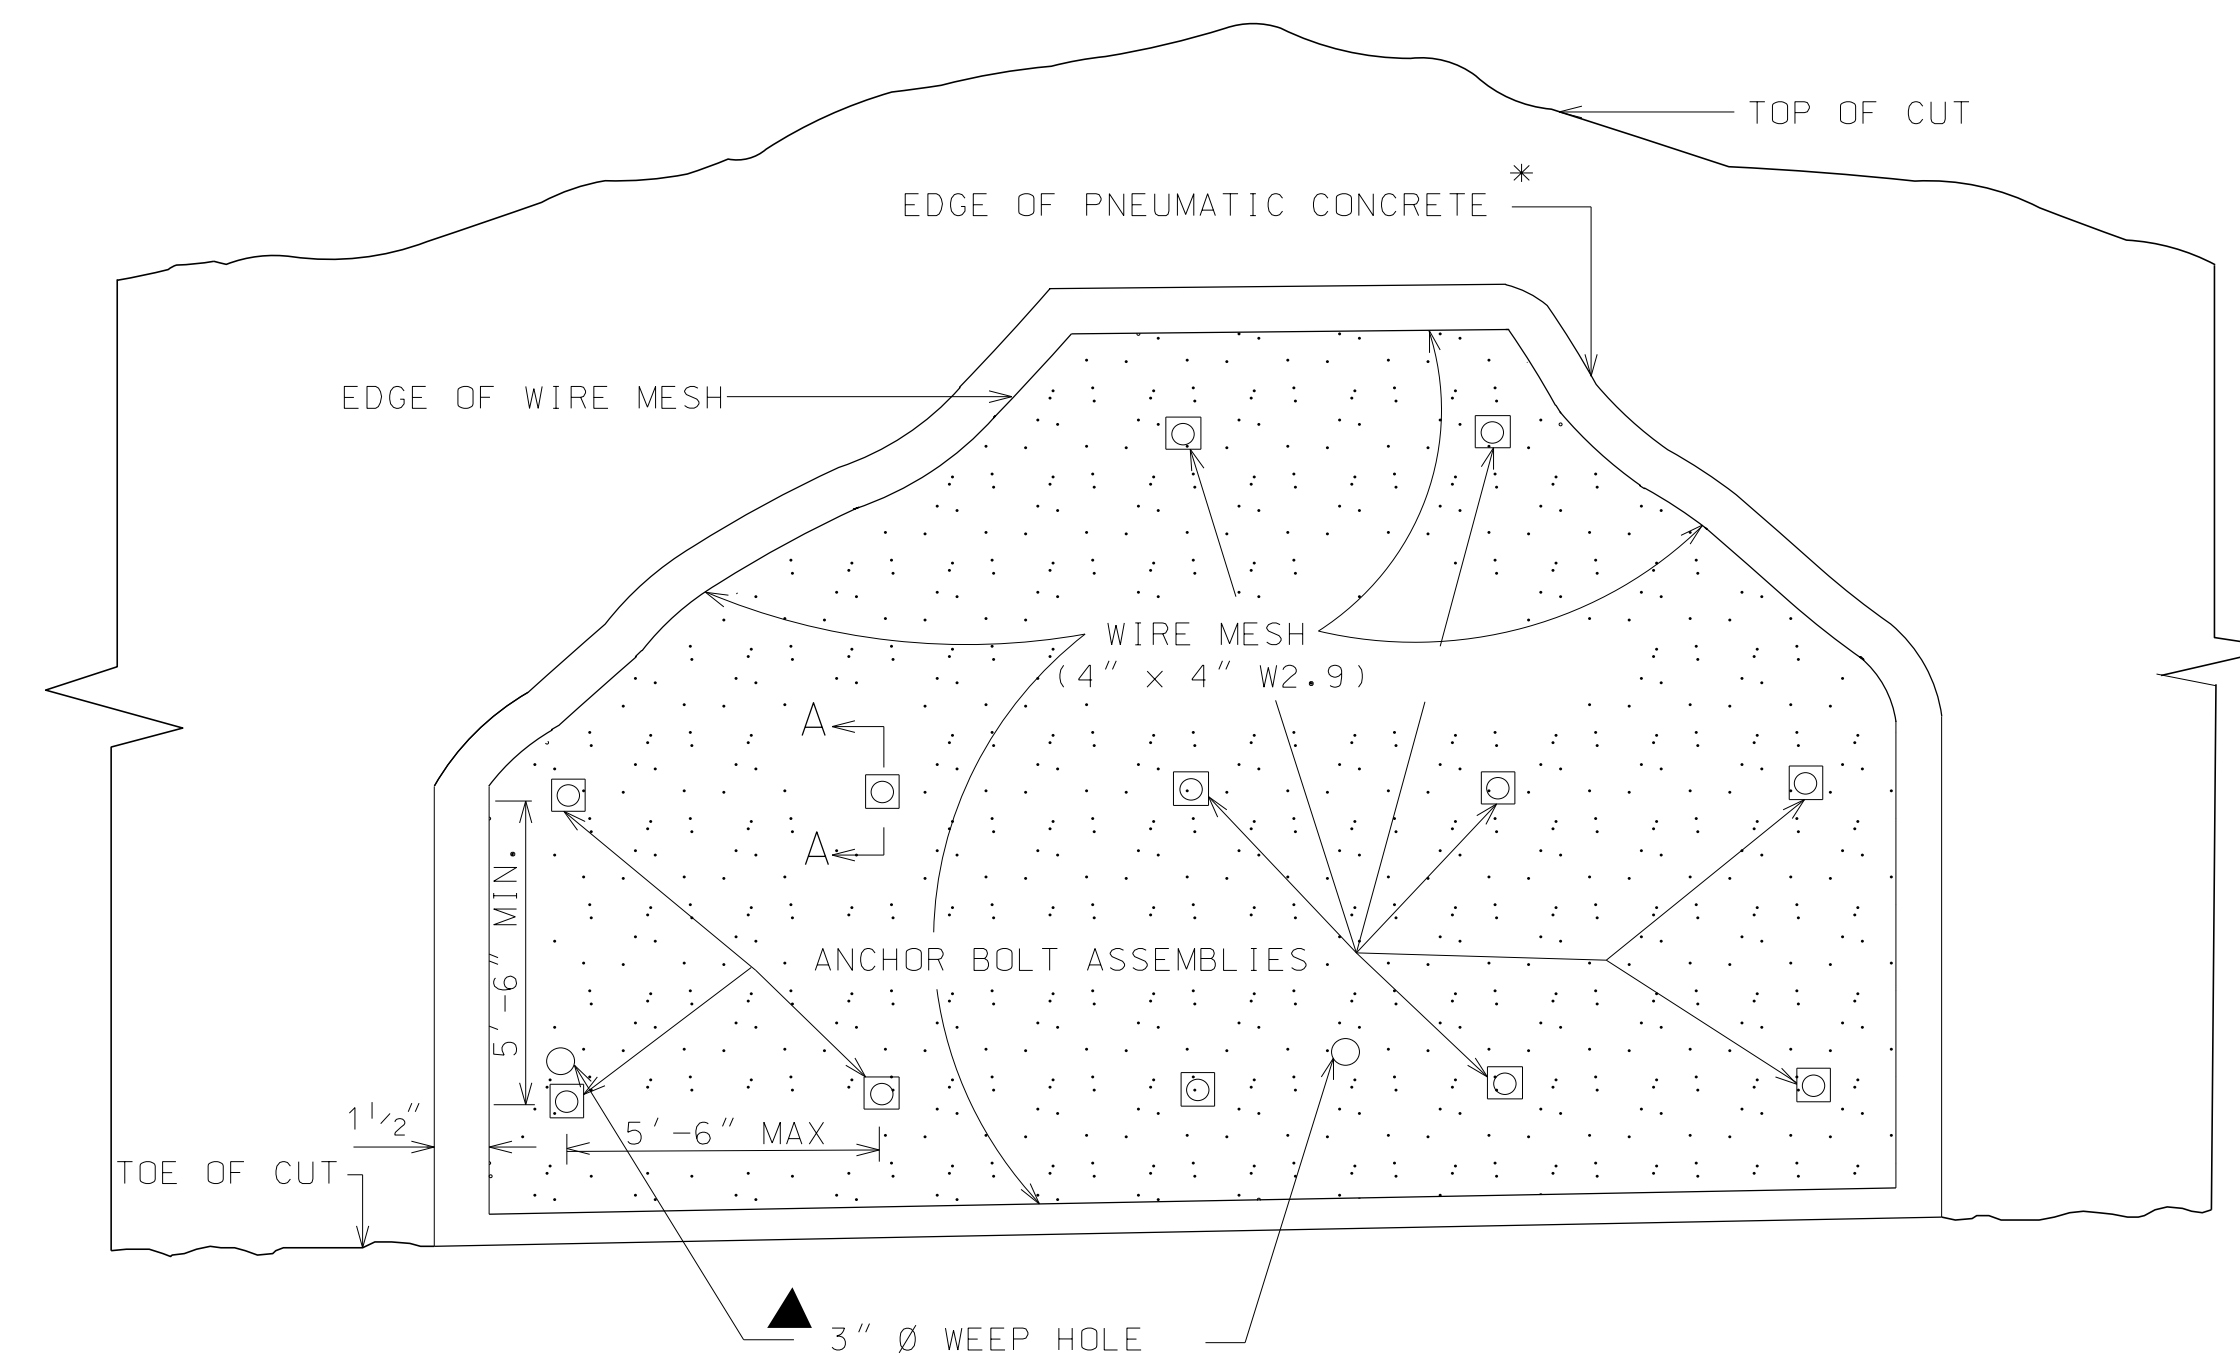 TOP OF CUT
*
EDGE OF PNEUMATIC CONCRETE
EDGE OF WIRE MESH
WIRE MESH
(4" x 4" W2.9)
A
A
5'-6" MIN.
ANCHOR BOLT ASSEMBLIES
1 1/2"
5'-6" MAX
TOE OF CUT
3" Ø WEEP HOLE